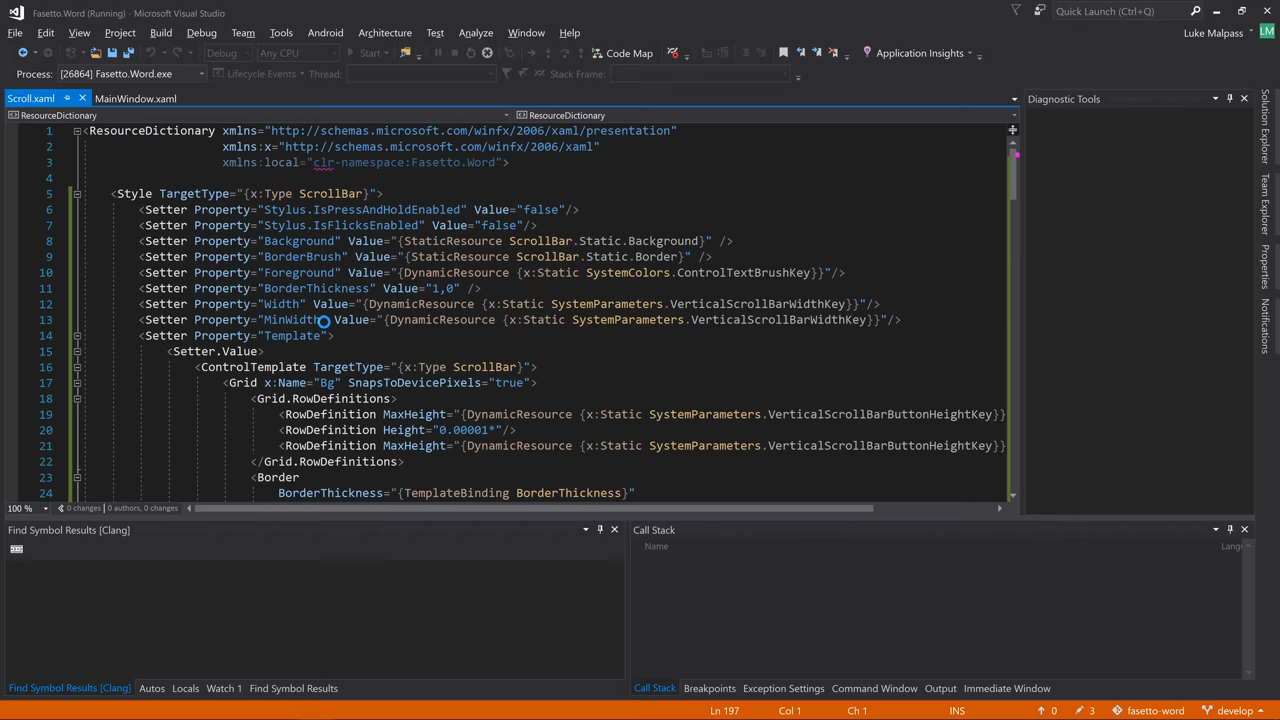 Fasetto.Word (Running) - Microsoft Visual Studio
Quick Launch (Ctrl+Q)
File Edit View Project Build Debug Team Tools Android Architecture Test Analyze Window Help
Luke Malpass LM
Debug Any CPU Start Code Map Application Insights
Process: [26864] Fasetto.Word.exe Lifecycle Events Thread: Stack Frame:
Scroll.xaml MainWindow.xaml
Diagnostic Tools
ResourceDictionary ResourceDictionary
1 <ResourceDictionary xmlns="http://schemas.microsoft.com/winfx/2006/xaml/presentation"
2 xmlns:x="http://schemas.microsoft.com/winfx/2006/xaml"
3 xmlns:local="clr-namespace:Fasetto.Word">
4
5 <Style TargetType="{x:Type ScrollBar}">
6 <Setter Property="Stylus.IsPressAndHoldEnabled" Value="false"/>
7 <Setter Property="Stylus.IsFlicksEnabled" Value="false"/>
8 <Setter Property="Background" Value="{StaticResource ScrollBar.Static.Background}" />
9 <Setter Property="BorderBrush" Value="{StaticResource ScrollBar.Static.Border}" />
10 <Setter Property="Foreground" Value="{DynamicResource {x:Static SystemColors.ControlTextBrushKey}}"/>
11 <Setter Property="BorderThickness" Value="1,0" />
12 <Setter Property="Width" Value="{DynamicResource {x:Static SystemParameters.VerticalScrollBarWidthKey}}"/>
13 <Setter Property="MinWidth" Value="{DynamicResource {x:Static SystemParameters.VerticalScrollBarWidthKey}}"/>
14 <Setter Property="Template">
15 <Setter.Value>
16 <ControlTemplate TargetType="{x:Type ScrollBar}">
17 <Grid x:Name="Bg" SnapsToDevicePixels="true">
18 <Grid.RowDefinitions>
19 <RowDefinition MaxHeight="{DynamicResource {x:Static SystemParameters.VerticalScrollBarButtonHeightKey}}
20 <RowDefinition Height="0.00001*"/>
21 <RowDefinition MaxHeight="{DynamicResource {x:Static SystemParameters.VerticalScrollBarButtonHeightKey}}
22 </Grid.RowDefinitions>
23 <Border
24 BorderThickness="{TemplateBinding BorderThickness}"
100 % 0 changes | 0 authors, 0 changes
Solution Explorer
Team Explorer
Properties
Notifications
Find Symbol Results [Clang]
Call Stack
Name Langu
Find Symbol Results [Clang] Autos Locals Watch 1 Find Symbol Results
Call Stack Breakpoints Exception Settings Command Window Output Immediate Window
Ln 197 Col 1 Ch 1 INS 0 3 fasetto-word develop